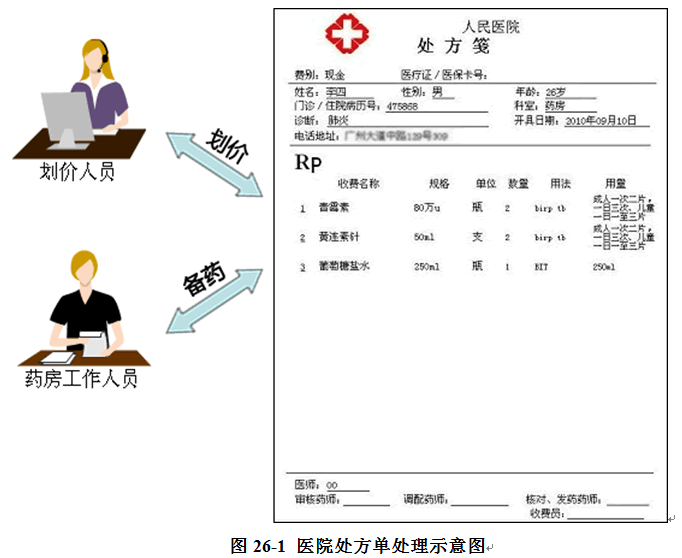 人民医院
处方笺
费别：现金 医疗证/医保卡号：
姓名：李四 性别：男 年龄：26岁
门诊/住院病历号：475868 科室：药房
诊断：肺炎 开具日期：2010年09月10日
电话地址：广州大道中路129号309
划价
划价人员
Rp
收费名称 规格 单位 数量 用法 用量
1 青霉素 80万u 瓶 2 birp tb 成人一次二片，一日三次，儿童一日一至三片
2 黄连素针 50ml 支 2 birp tb 成人一次二片，一日三次，儿童一日一至三片
3 葡萄糖盐水 250ml 瓶 1 BIT 250ml
备药
药房工作人员
医师：00
审核药师： 调配药师： 核对、发药药师：
收费员：
图 26-1 医院处方单处理示意图